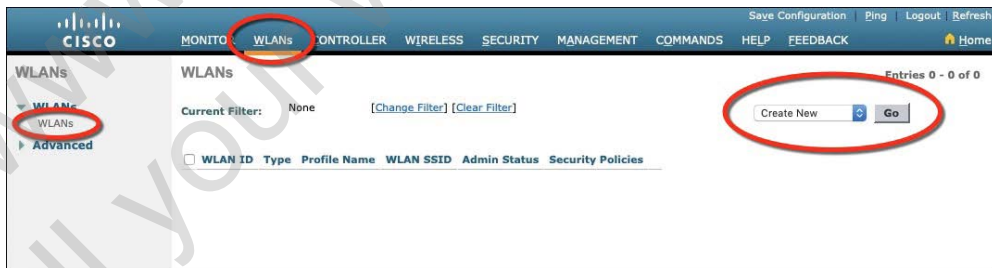 Save Configuration | Ping | Logout | Refresh
CISCO
MONITOR WLANs CONTROLLER WIRELESS SECURITY MANAGEMENT COMMANDS HELP FEEDBACK Home
WLANs
WLANs
Entries 0 - 0 of 0
WLANs
WLANs
Advanced
Current Filter: None [Change Filter] [Clear Filter]
Create New Go
WLAN ID Type Profile Name WLAN SSID Admin Status Security Policies